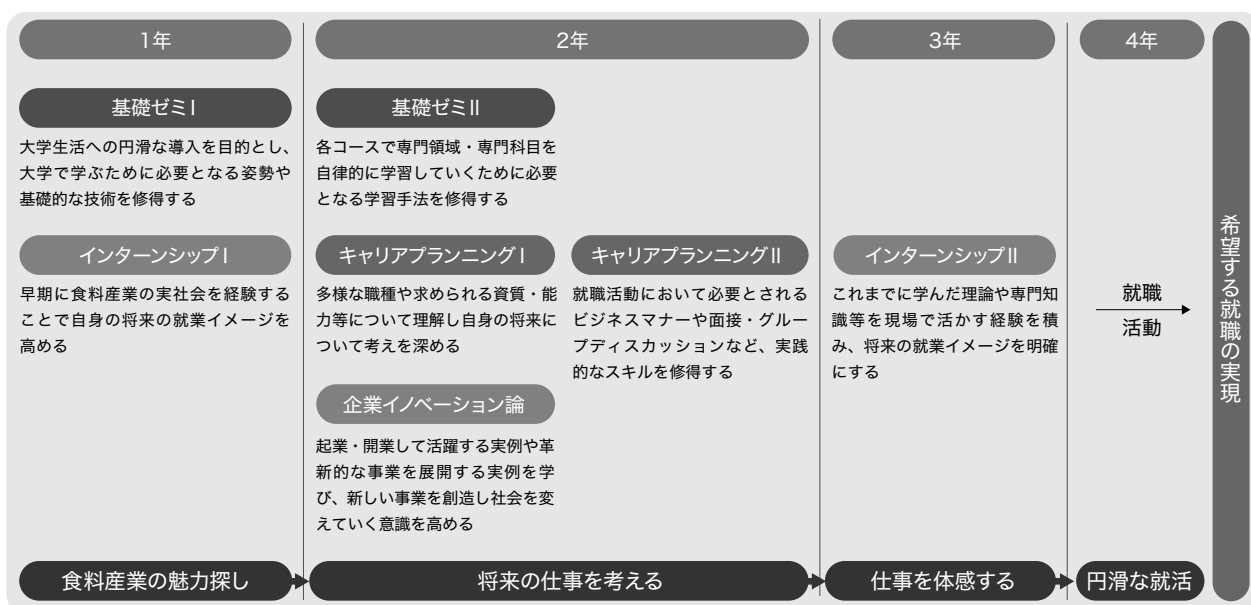 1年
2年
3年
4年
基礎ゼミⅠ
大学生活への円滑な導入を目的とし、
大学で学ぶために必要となる姿勢や
基礎的な技術を修得する
基礎ゼミⅡ
各コースで専門領域・専門科目を
自律的に学習していくために必要
となる学習手法を修得する
インターンシップⅠ
早期に食料産業の実社会を経験する
ことで自身の将来の就業イメージを
高める
キャリアプランニングⅠ
多様な職種や求められる資質・能
力等について理解し自身の将来に
ついて考えを深める
キャリアプランニングⅡ
就職活動において必要とされる
ビジネスマナーや面接・グルー
プディスカッションなど、実践
的なスキルを修得する
インターンシップⅡ
これまでに学んだ理論や専門知
識等を現場で活かす経験を積
み、将来の就業イメージを明確
にする
就職
活動
企業イノベーション論
起業・開業して活躍する実例や革
新的な事業を展開する実例を学
び、新しい事業を創造し社会を変
えていく意識を高める
食料産業の魅力探し
将来の仕事を考える
仕事を体感する
円滑な就活
希望する就職の実現